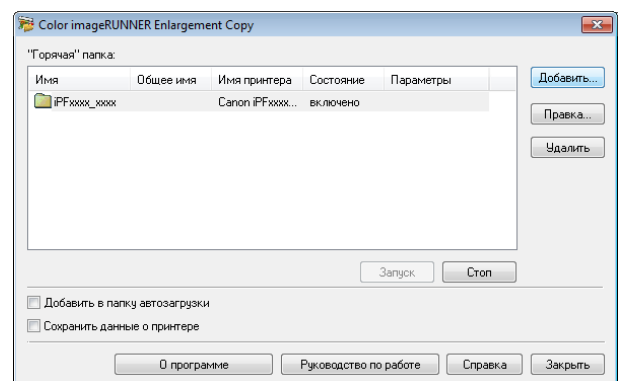 Color imageRUNNER Enlargement Copy
"Горячая" папка:
Имя Общее имя Имя принтера Состояние Параметры
iPFxxxx_xxxx Canon iPFxxxx... включено
Добавить...
Правка...
Удалить
Запуск Стоп
Добавить в папку автозагрузки
Сохранить данные о принтере
О программе Руководство по работе Справка Закрыть